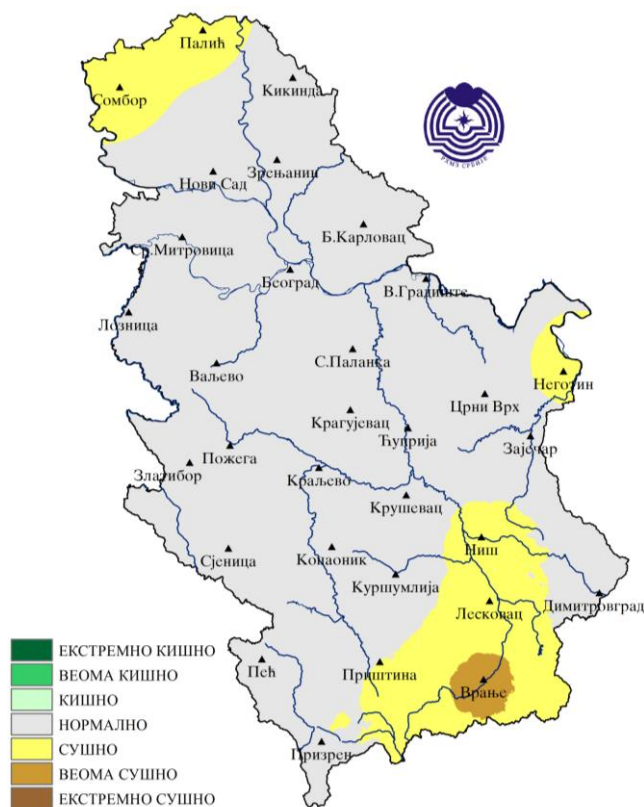 Палић
Сомбор
Кикинда
Зрењанин
Нови Сад
Б.Карловац
Ср.Митровица
Београд
В.Градиште
Лозница
С.Паланка
Ваљево
Неготин
Црни Врх
Крагујевац
Ћуприја
Зајечар
Пожега
Златибор
Краљево
Крушевац
Ниш
Сјеница
Копаоник
Куршумлија
Димитровград
Лесковац
Пећ
Приштина
Врање
Призрен
РХМЗ СРБИЈЕ
ЕКСТРЕМНО КИШНО
ВЕОМА КИШНО
КИШНО
НОРМАЛНО
СУШНО
ВЕОМА СУШНО
ЕКСТРЕМНО СУШНО